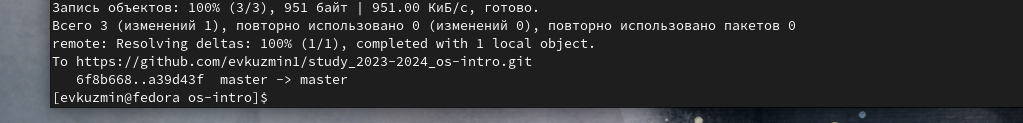 Запись объектов: 100% (3/3), 951 байт | 951.00 КиБ/с, готово.
Всего 3 (изменений 1), повторно использовано 0 (изменений 0), повторно использовано пакетов 0
remote: Resolving deltas: 100% (1/1), completed with 1 local object.
To https://github.com/evkuzmin1/study_2023-2024_os-intro.git
   6f8b668..a39d43f  master -> master
[evkuzmin@fedora os-intro]$